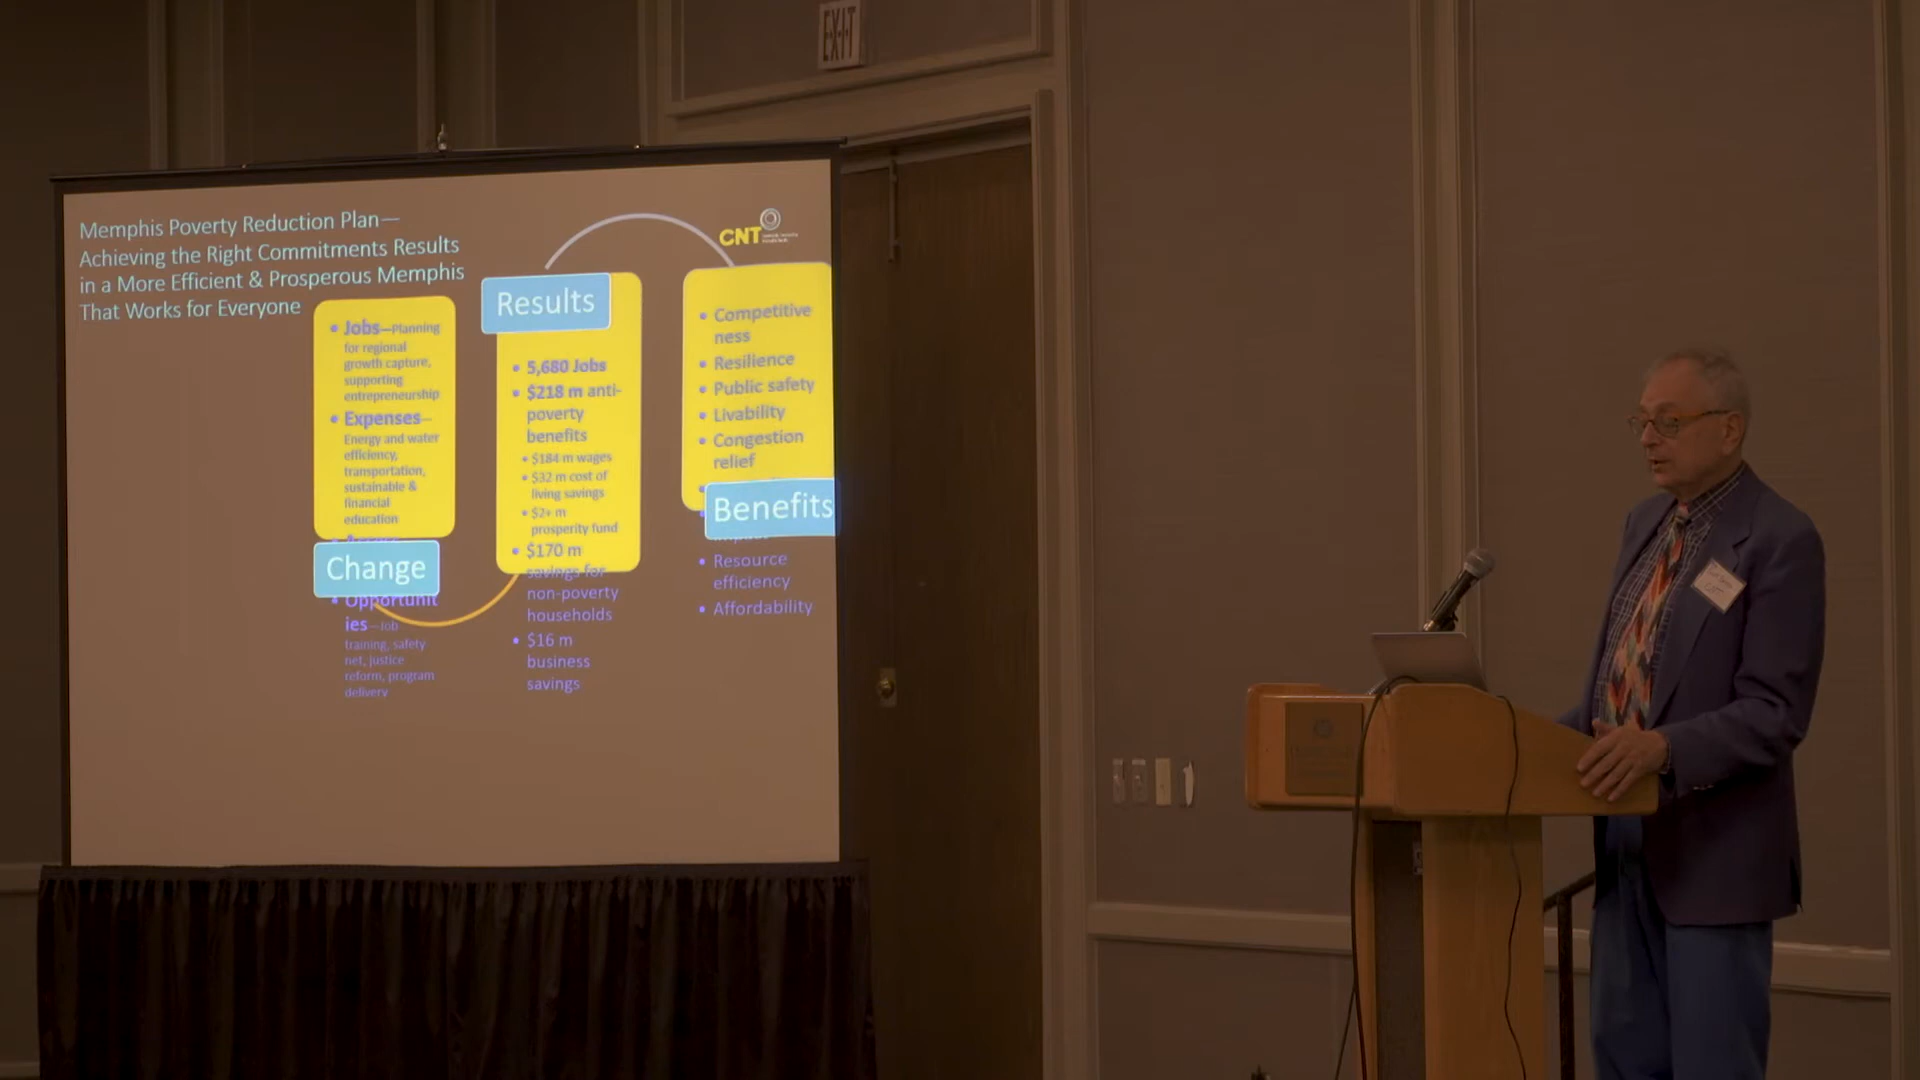 EXIT
Memphis Poverty Reduction Plan—
Achieving the Right Commitments Results
in a More Efficient & Prosperous Memphis
That Works for Everyone
CNT
• Jobs—Planning
for regional
growth capture,
supporting
entrepreneurship
• Expenses—
Energy and water
efficiency,
transportation,
sustainable &
financial
education
Change
• Opportunit
ies—Job
training, safety
net, justice
reform, program
delivery
Results
• 5,680 Jobs
• $218 m anti-
poverty
benefits
• $184 m wages
• $32 m cost of
living savings
• $2+ m
prosperity fund
• $170 m
savings for
non-poverty
households
• $16 m
business
savings
• Competitive
ness
• Resilience
• Public safety
• Livability
• Congestion
relief
Benefits
• Resource
efficiency
• Affordability